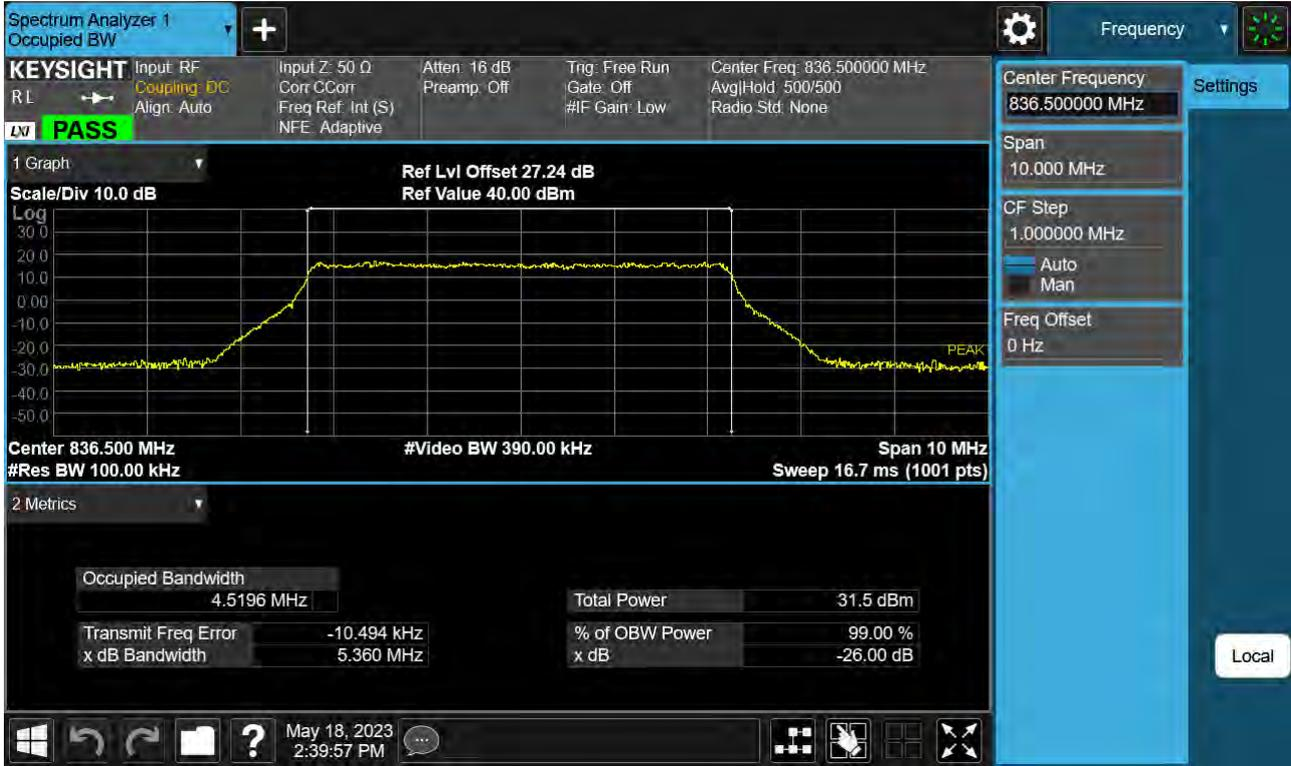 Spectrum Analyzer 1
Occupied BW
+
Frequency
KEYSIGHT
RL
LXI
PASS
Input: RF
Coupling: DC
Align: Auto
Input Z: 50 Ω
Corr CCorr
Freq Ref: Int (S)
NFE: Adaptive
Atten: 16 dB
Preamp: Off
Trig: Free Run
Gate: Off
#IF Gain: Low
Center Freq: 836.500000 MHz
Avg|Hold: 500/500
Radio Std: None
Center Frequency
836.500000 MHz
Settings
Span
10.000 MHz
CF Step
1.000000 MHz
Auto
Man
Freq Offset
0 Hz
Local
1 Graph
Scale/Div 10.0 dB
Ref Lvl Offset 27.24 dB
Ref Value 40.00 dBm
Log
30.0
20.0
10.0
0.00
-10.0
-20.0
-30.0
-40.0
-50.0
PEAK
Center 836.500 MHz
#Video BW 390.00 kHz
Span 10 MHz
#Res BW 100.00 kHz
Sweep 16.7 ms (1001 pts)
2 Metrics
Occupied Bandwidth
4.5196 MHz
Total Power 31.5 dBm
Transmit Freq Error -10.494 kHz
% of OBW Power 99.00 %
x dB Bandwidth 5.360 MHz
x dB -26.00 dB
?
May 18, 2023
2:39:57 PM